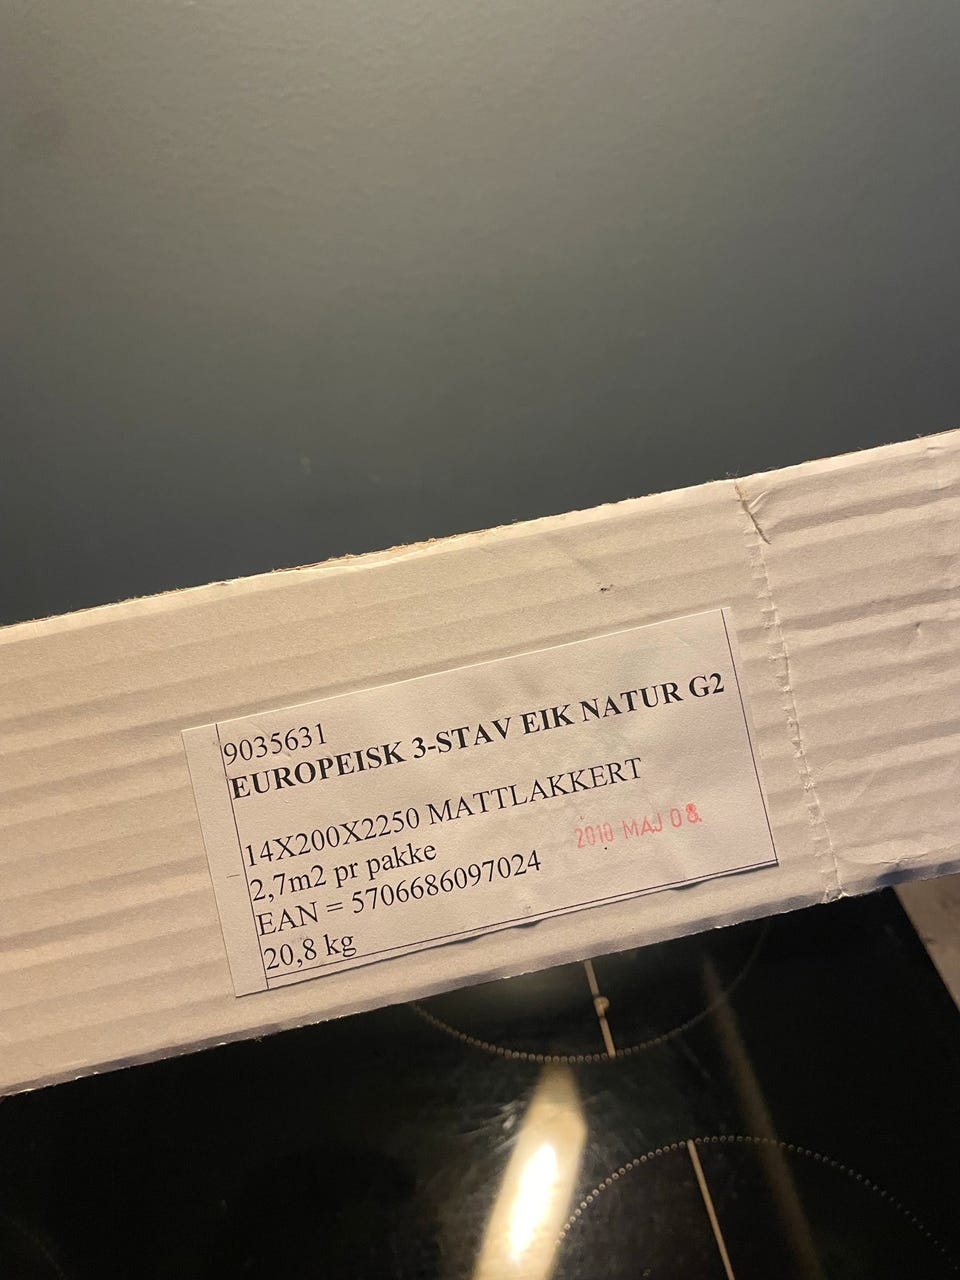 9035631
EUROPEISK 3-STAV EIK NATUR G2
14X200X2250 MATTLAKKERT
2,7m2 pr pakke
EAN = 5706686097024
20,8 kg
2010 MAJ 08.